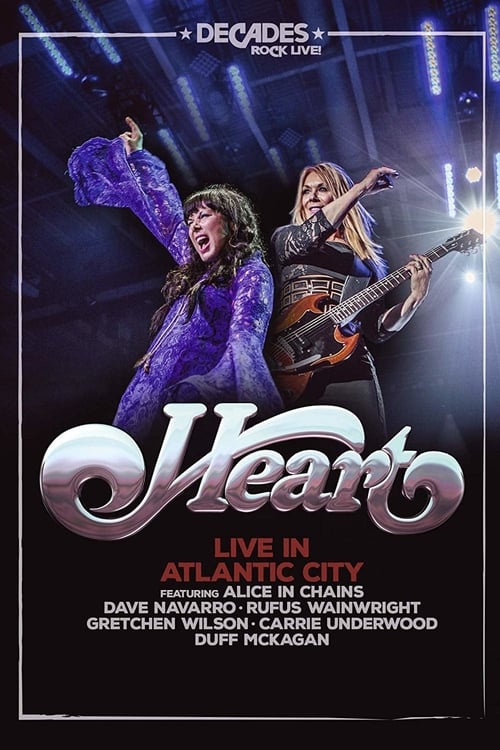 DECADES
ROCK LIVE!
Heart
LIVE IN
ATLANTIC CITY
FEATURING ALICE IN CHAINS
DAVE NAVARRO · RUFUS WAINWRIGHT
GRETCHEN WILSON · CARRIE UNDERWOOD
DUFF MCKAGAN